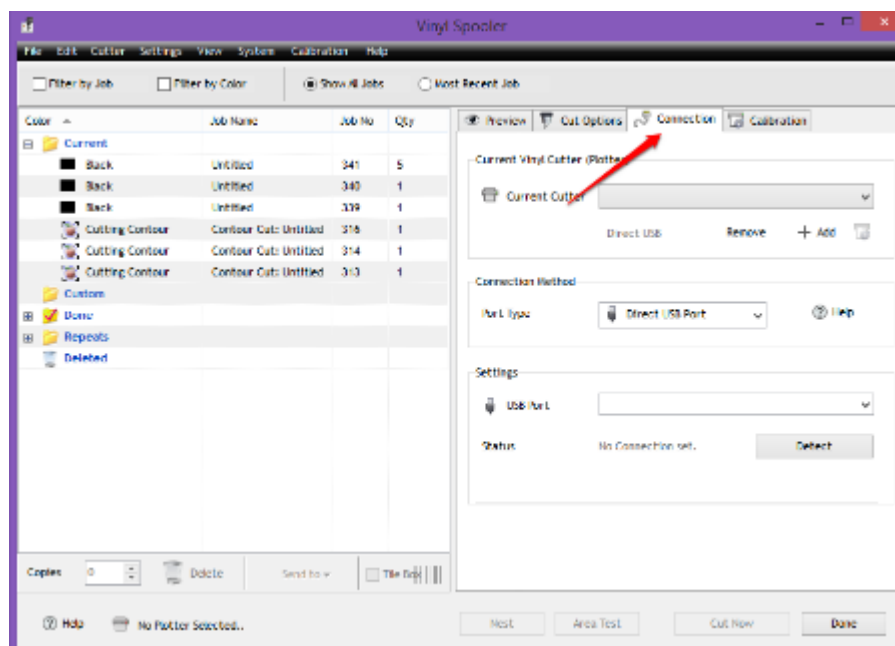 Vinyl Spooler
File Edit Cutter Settings View System Calibration Help
Filter by Job Filter by Color Show All Jobs Most Recent Job
Color Job Name Job No Qty
Current
Black Untitled 341 5
Black Untitled 340 1
Black Untitled 339 1
Cutting Contour Contour Cut: Untitled 316 1
Cutting Contour Contour Cut: Untitled 314 1
Cutting Contour Contour Cut: Untitled 313 1
Custom
Done
Repeats
Deleted
Copies 0 Delete Send to Tile Box
Preview Cut Options Connection Calibration
Current Vinyl Cutter (Plotter
Current Cutter
Direct USB Remove + Add
Connection Method
Port Type Direct USB Port Help
Settings
USB Port
Status No Connection set. Detect
Help No Plotter Selected.. Nest Area Test Cut Now Done